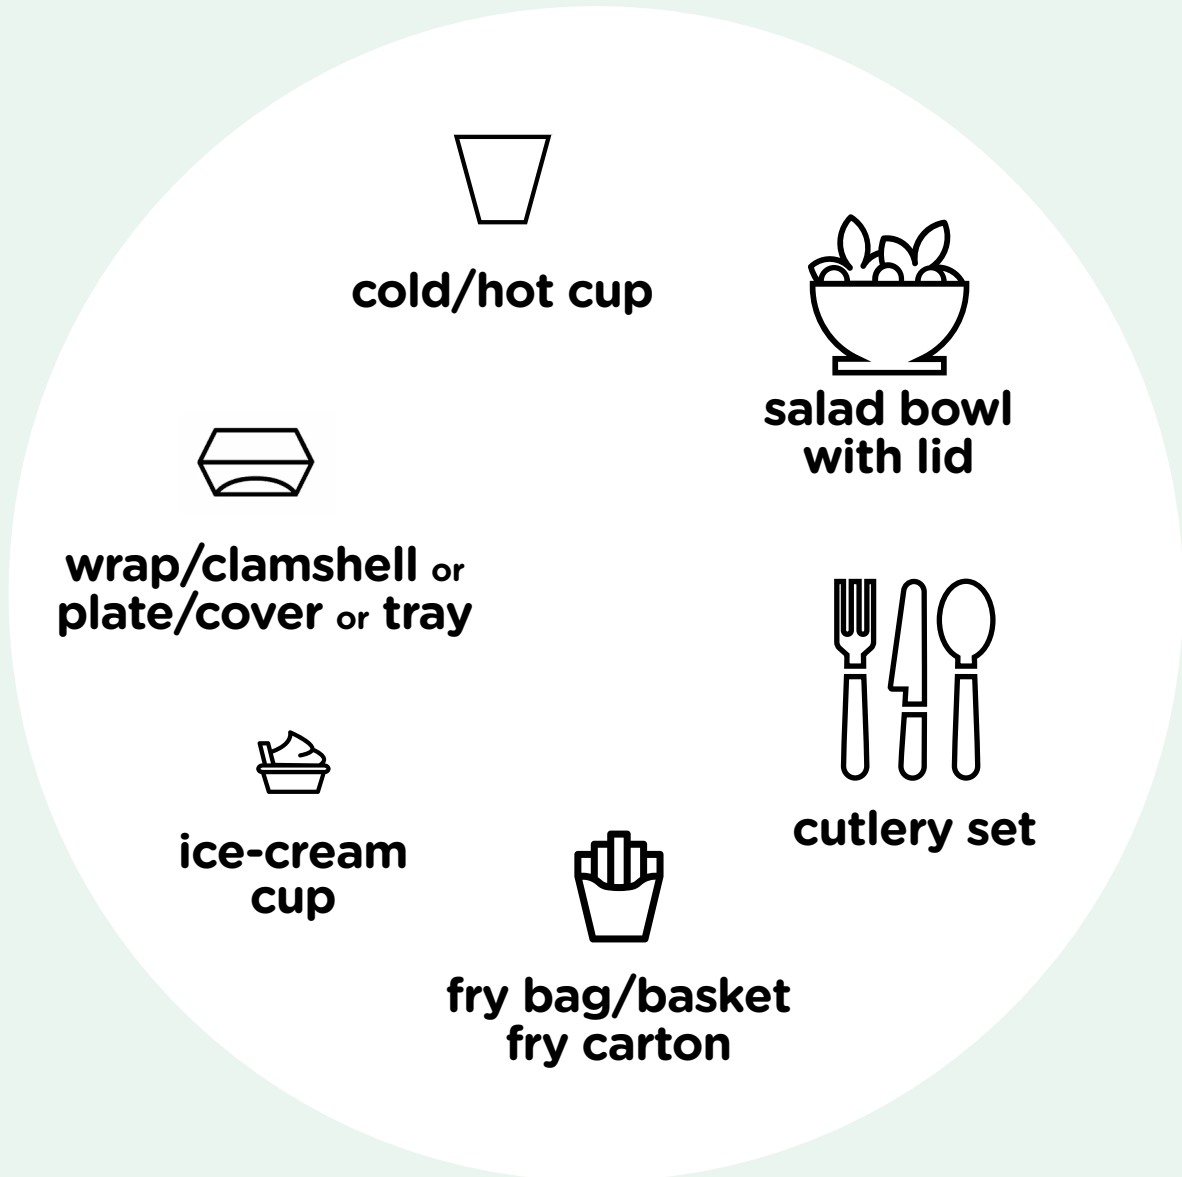 cold/hot cup
salad bowl
with lid
wrap/clamshell or
plate/cover or tray
cutlery set
ice-cream
cup
fry bag/basket
fry carton